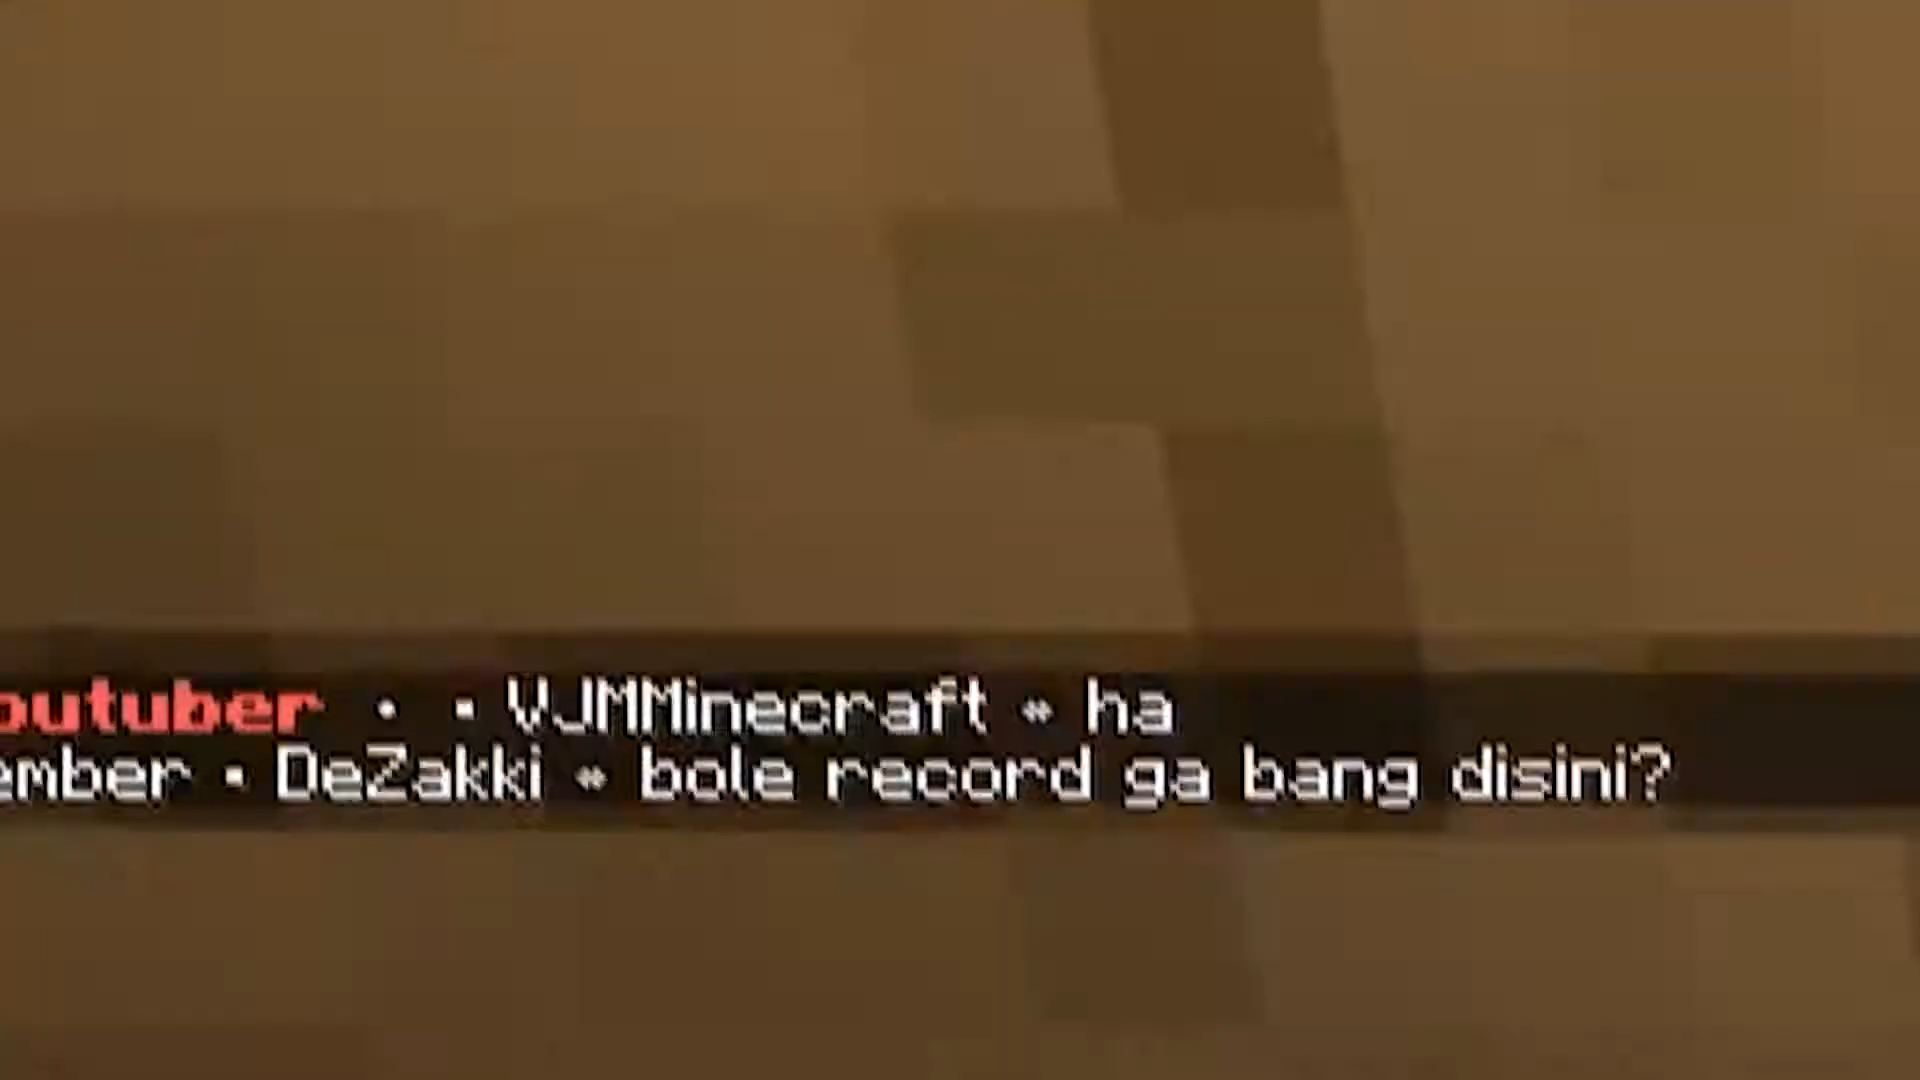 outuber • • VJMMinecraft » ha
ember • DeZakki » bole record ga bang disini?